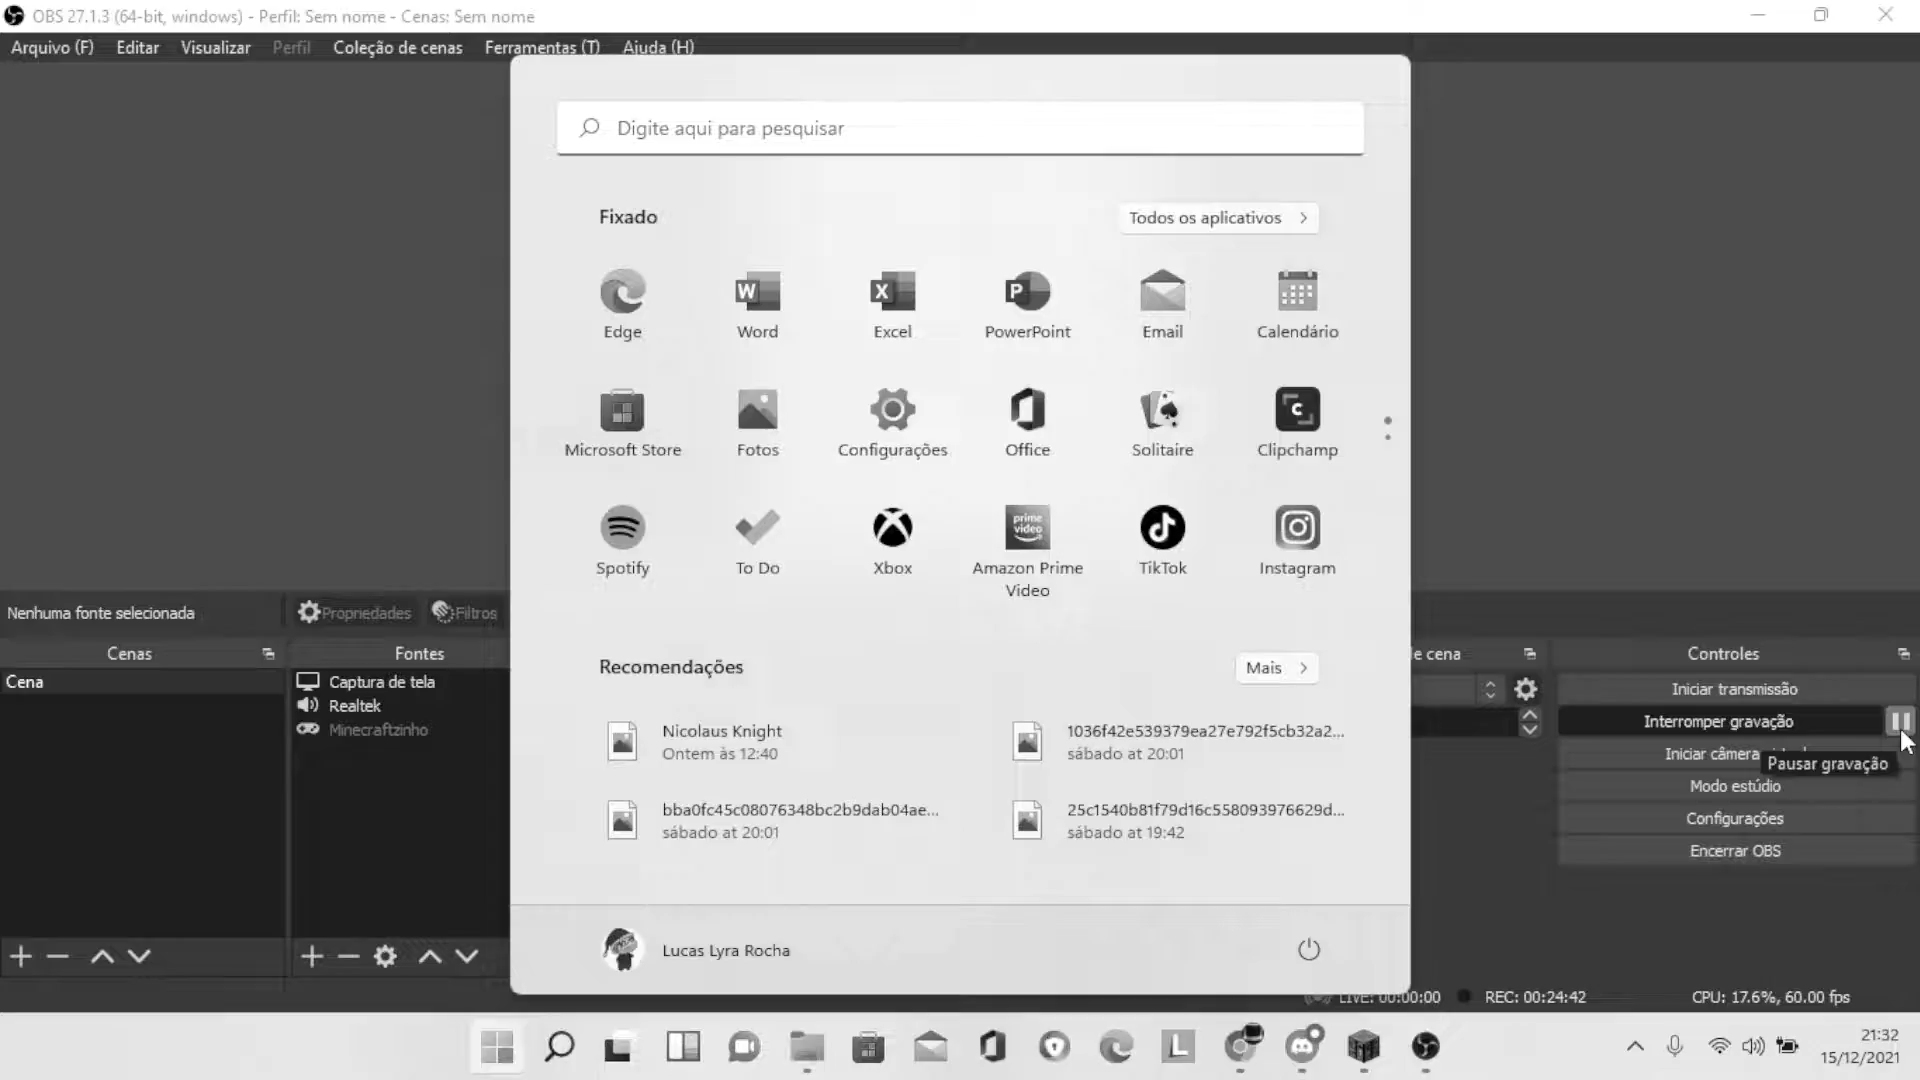 OBS 27.1.3 (64-bit, windows) - Perfil: Sem nome - Cenas: Sem nome
Arquivo (F) Editar Visualizar Perfil Coleção de cenas Ferramentas (T) Ajuda (H)
Digite aqui para pesquisar
Fixado
Todos os aplicativos
Edge
Word
Excel
PowerPoint
Email
Calendário
Microsoft Store
Fotos
Configurações
Office
Solitaire
Clipchamp
prime
video
Spotify
To Do
Xbox
Amazon Prime
Video
TikTok
Instagram
Recomendações
Mais
Nicolaus Knight
Ontem às 12:40
1036f42e539379ea27e792f5cb32a2...
sábado at 20:01
bba0fc45c08076348bc2b9dab04ae...
sábado at 20:01
25c1540b81f79d16c558093976629d...
sábado at 19:42
Lucas Lyra Rocha
Nenhuma fonte selecionada
Propriedades
Filtros
Cenas
Cena
Fontes
Captura de tela
Realtek
Minecraftzinho
de cena
Controles
Iniciar transmissão
Interromper gravação
Iniciar câmera
Pausar gravação
Modo estúdio
Configurações
Encerrar OBS
LIVE: 00:00:00
REC: 00:24:42
CPU: 17.6%, 60.00 fps
21:32
15/12/2021